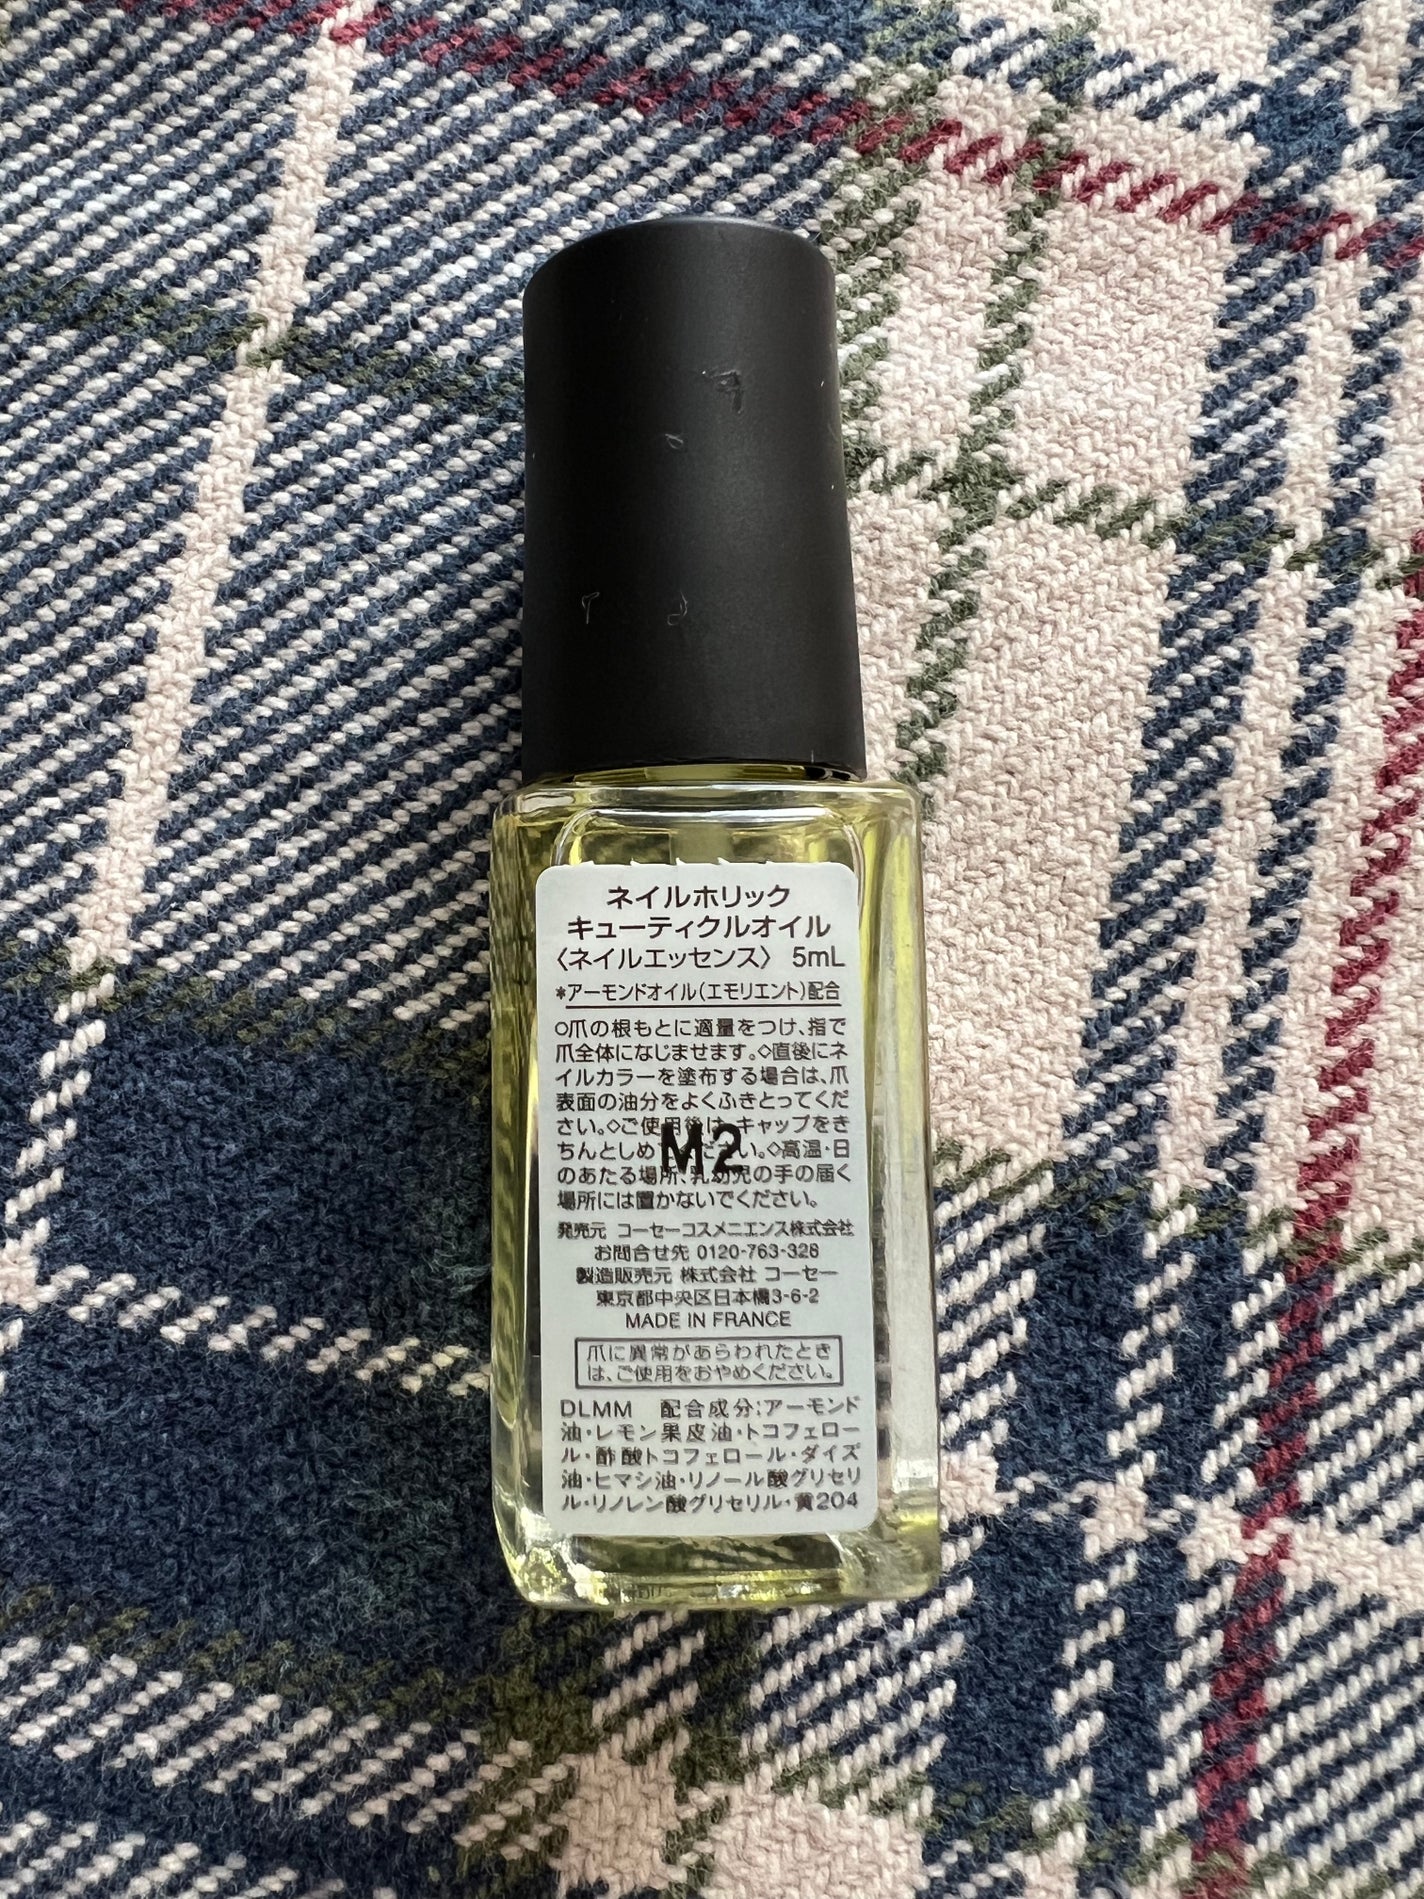 ネイルホリック
キューティクルオイル
〈ネイルエッセンス〉 5mL
*アーモンドオイル(エモリエント)配合
○爪の根もとに適量をつけ、指で
爪全体になじませます。◇直後にネ
イルカラーを塗布する場合は、爪
表面の油分をよくふきとってくだ
さい。◇ご使用後は、キャップをき
ちんとしめ ください。◇高温・日
M2
のあたる場所、乳幼児の手の届く
場所には置かないでください。
発売元 コーセーコスメニエンス株式会社
お問合せ先 0120-763-328
製造販売元 株式会社 コーセー
東京都中央区日本橋3-6-2
MADE IN FRANCE
爪に異常があらわれたとき
は、ご使用をおやめください。
DLMM 配合成分:アーモンド
油・レモン果皮油・トコフェロー
ル・酢酸トコフェロール・ダイズ
油・ヒマシ油・リノール酸グリセリ
ル・リノレン酸グリセリル・黄204